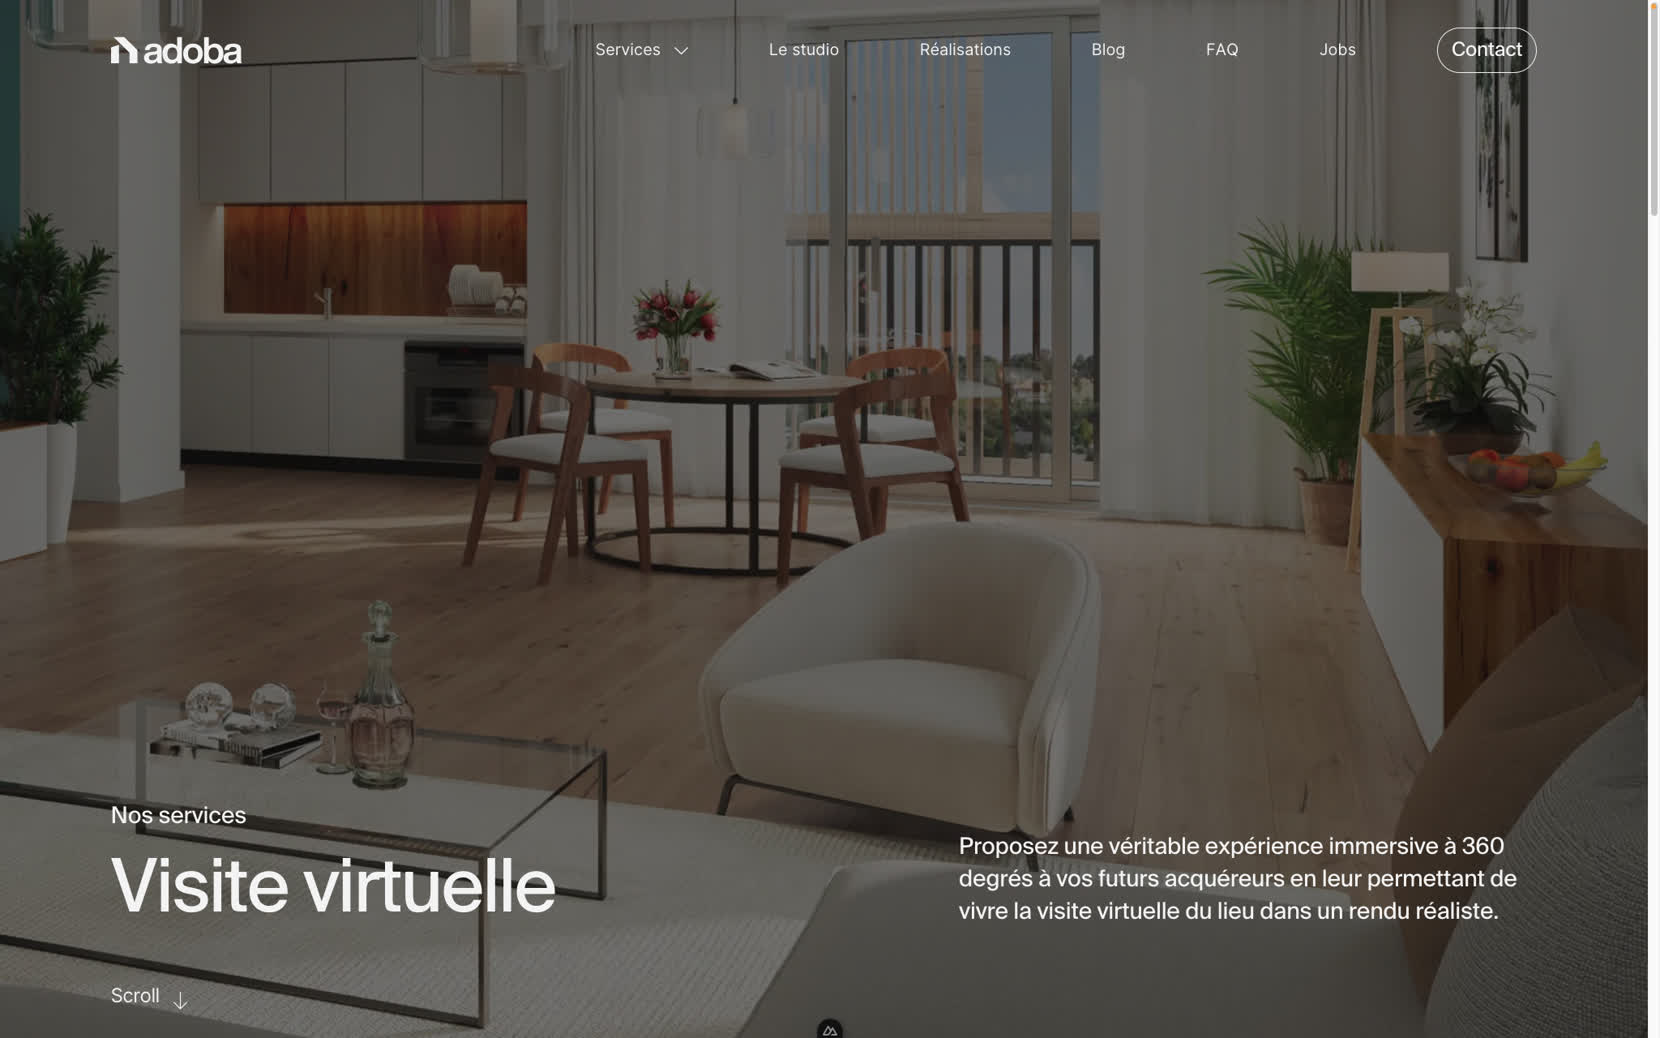 adoba
Services
Le studio
Réalisations
Blog
FAQ
Jobs
Contact
Nos services
Visite virtuelle
Proposez une véritable expérience immersive à 360
degrés à vos futurs acquéreurs en leur permettant de
vivre la visite virtuelle du lieu dans un rendu réaliste.
Scroll